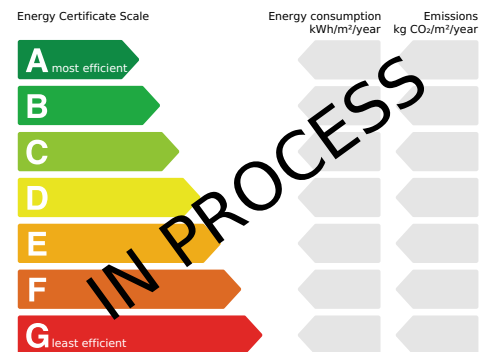 Energy Certificate Scale
Energy consumption
kWh/m²/year
Emissions
kg CO₂/m²/year
A most efficient
B
C
D
E
F
G least efficient
IN PROCESS